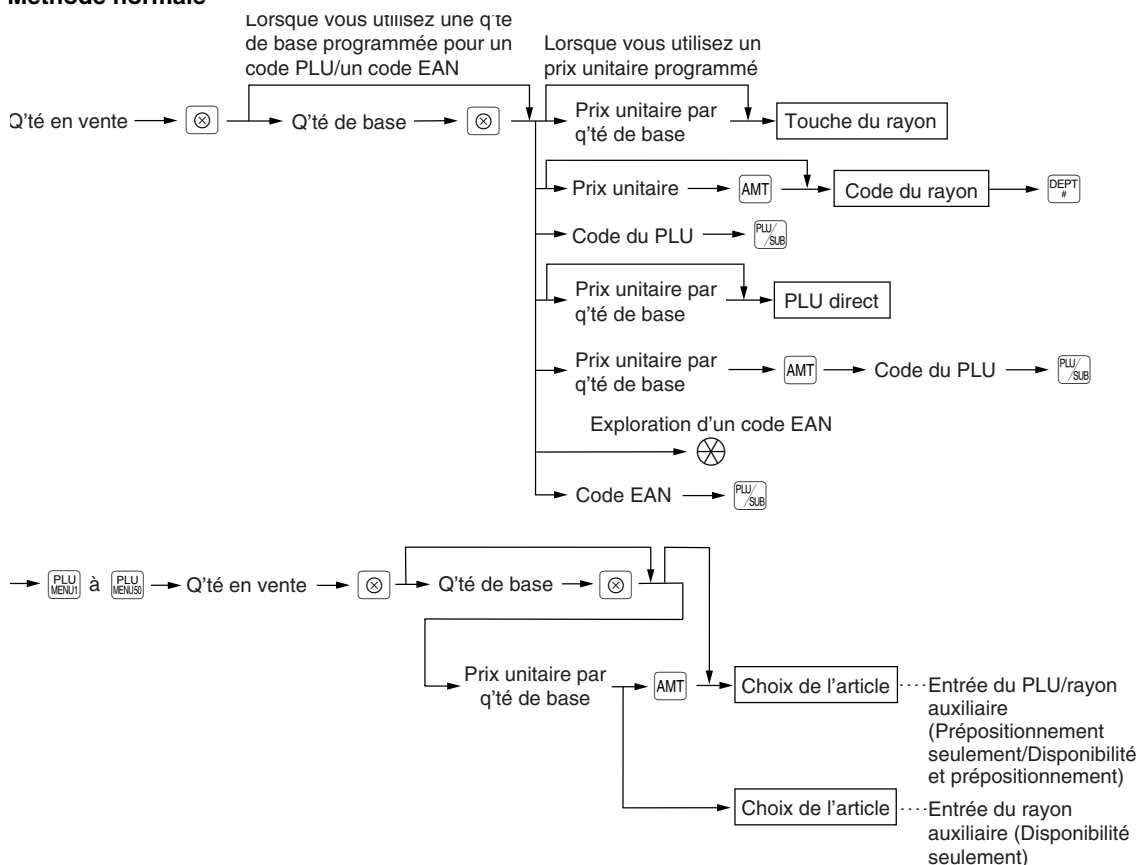 Méthode normale
Lorsque vous utilisez une q'té
de base programmée pour un
code PLU/un code EAN
Lorsque vous utilisez un
prix unitaire programmé
Q'té en vente
Q'té de base
Prix unitaire par
q'té de base
Touche du rayon
Prix unitaire
AMT
Code du rayon
DEPT
#
Code du PLU
PLU/
/SUB
Prix unitaire par
q'té de base
PLU direct
Prix unitaire par
q'té de base
AMT
Code du PLU
PLU/
/SUB
Exploration d'un code EAN
Code EAN
PLU/
/SUB
PLU
MENU1
à
PLU
MENU50
Q'té en vente
Q'té de base
Prix unitaire par
q'té de base
AMT
Choix de l'article
Entrée du PLU/rayon
auxiliaire
(Prépositionnement
seulement/Disponibilité
et prépositionnement)
Choix de l'article
Entrée du rayon
auxiliaire (Disponibilité
seulement)